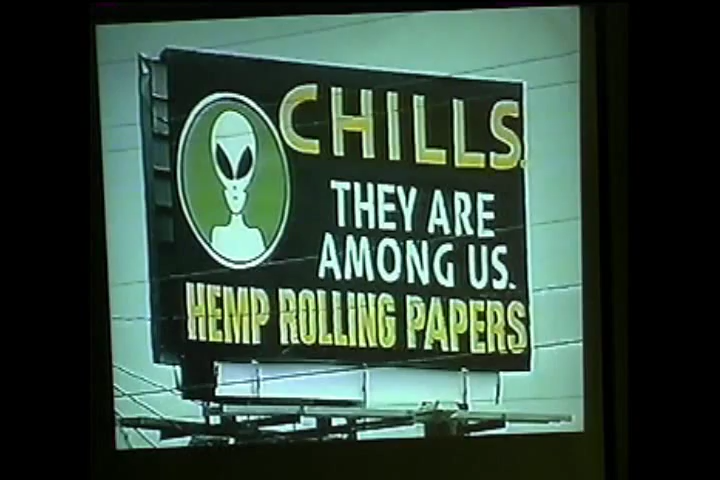 CHILLS.
THEY ARE
AMONG US.
HEMP ROLLING PAPERS